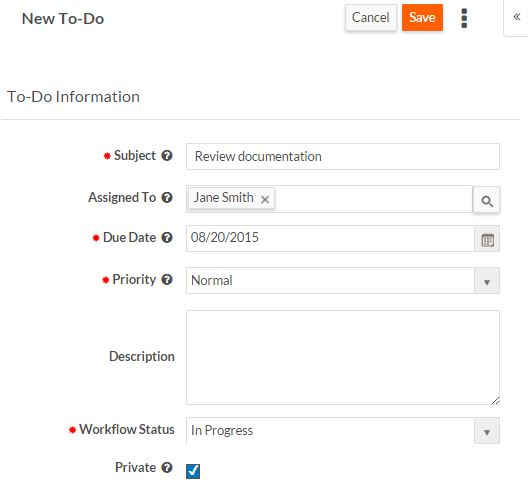 New To-Do Cancel Save «
To-Do Information
* Subject ? Review documentation
Assigned To ? Jane Smith ×
* Due Date ? 08/20/2015
* Priority ? Normal
Description
* Workflow Status In Progress
Private ?